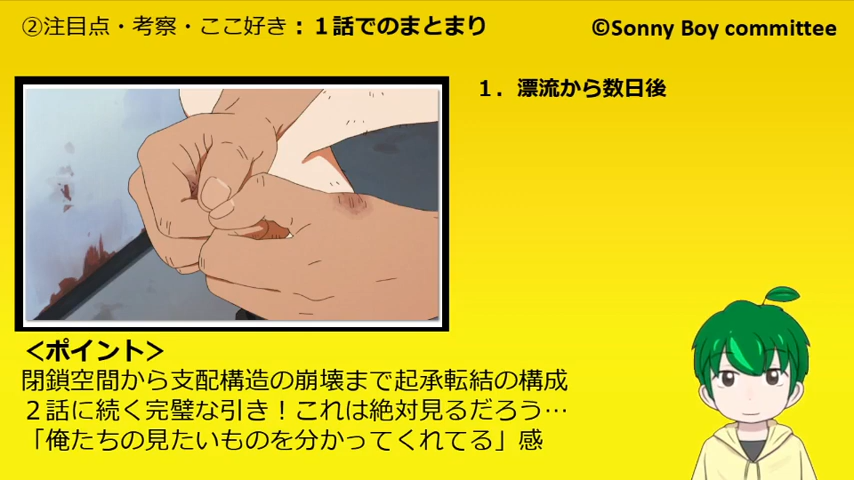 ②注目点・考察・ここ好き：１話でのまとまり
©Sonny Boy committee
１．漂流から数日後
＜ポイント＞
閉鎖空間から支配構造の崩壊まで起承転結の構成
２話に続く完璧な引き！これは絶対見るだろう…
「俺たちの見たいものを分かってくれてる」感